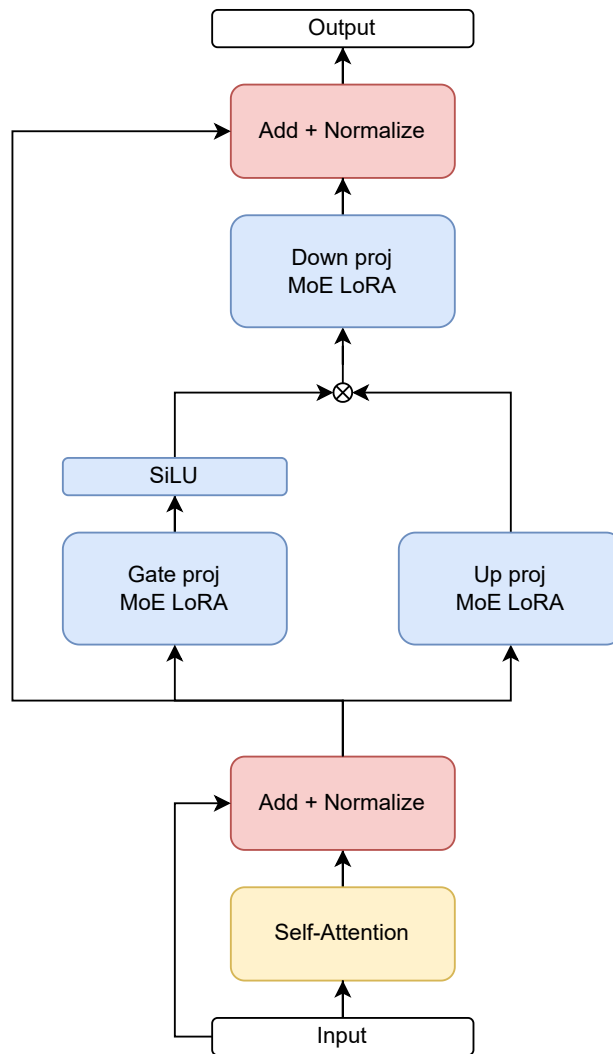 Output
Add + Normalize
Down proj
MoE LoRA
SiLU
Gate proj
MoE LoRA
Up proj
MoE LoRA
Add + Normalize
Self-Attention
Input